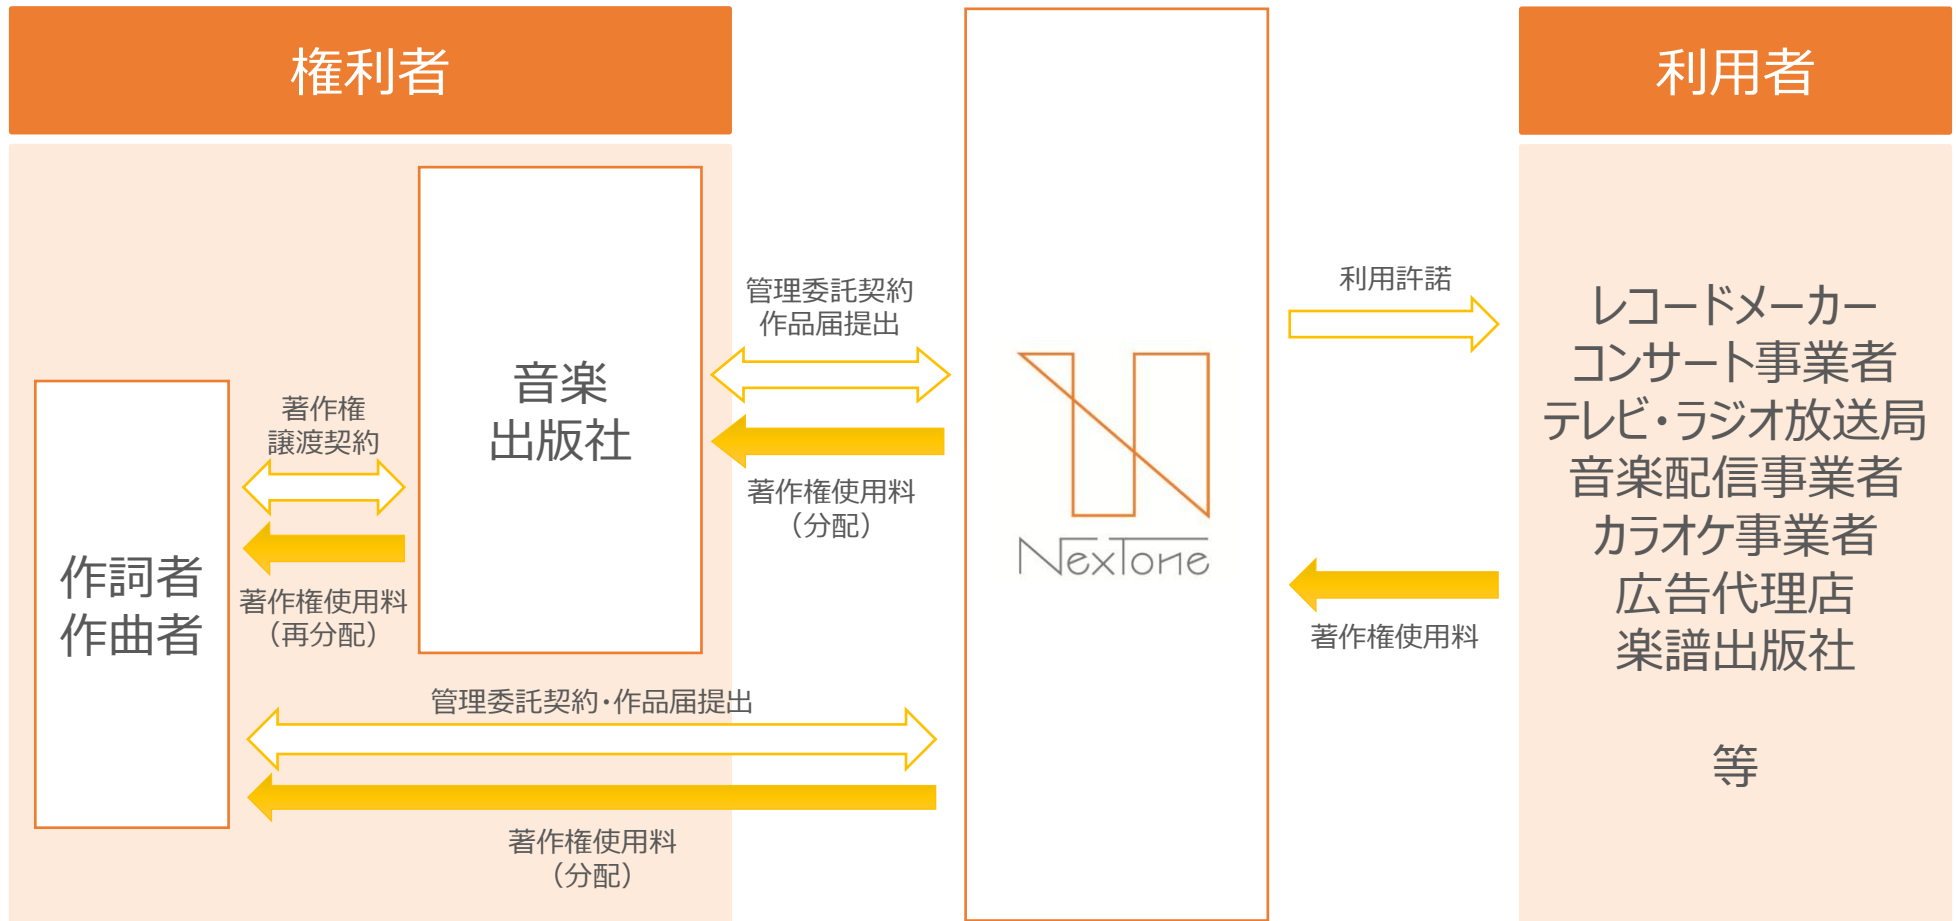 権利者
利用者
音楽
出版社
作詞者
作曲者
著作権
譲渡契約
著作権使用料
（再分配）
管理委託契約
作品届提出
著作権使用料
（分配）
管理委託契約・作品届提出
著作権使用料
（分配）
NexTone
利用許諾
著作権使用料
レコードメーカー
コンサート事業者
テレビ・ラジオ放送局
音楽配信事業者
カラオケ事業者
広告代理店
楽譜出版社
等